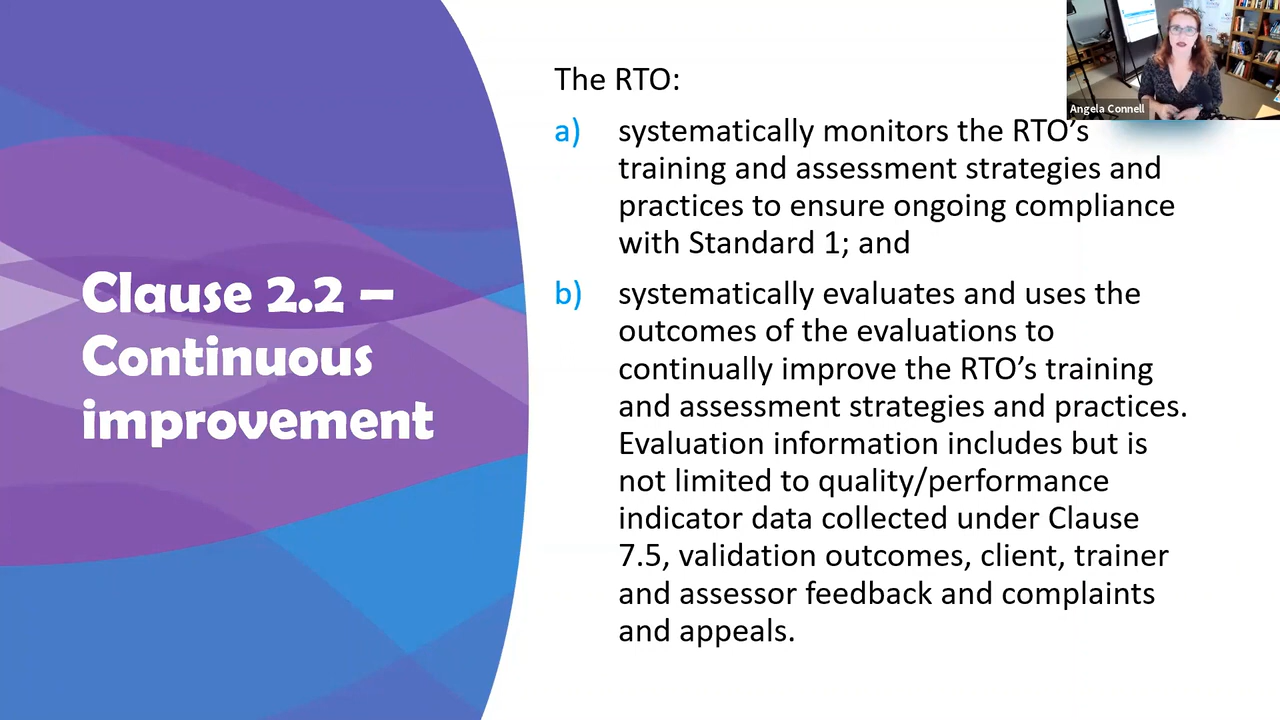 Clause 2.2 –
Continuous
improvement
The RTO:
a) systematically monitors the RTO's
training and assessment strategies and
practices to ensure ongoing compliance
with Standard 1; and
b) systematically evaluates and uses the
outcomes of the evaluations to
continually improve the RTO's training
and assessment strategies and practices.
Evaluation information includes but is
not limited to quality/performance
indicator data collected under Clause
7.5, validation outcomes, client, trainer
and assessor feedback and complaints
and appeals.
Angela Connell